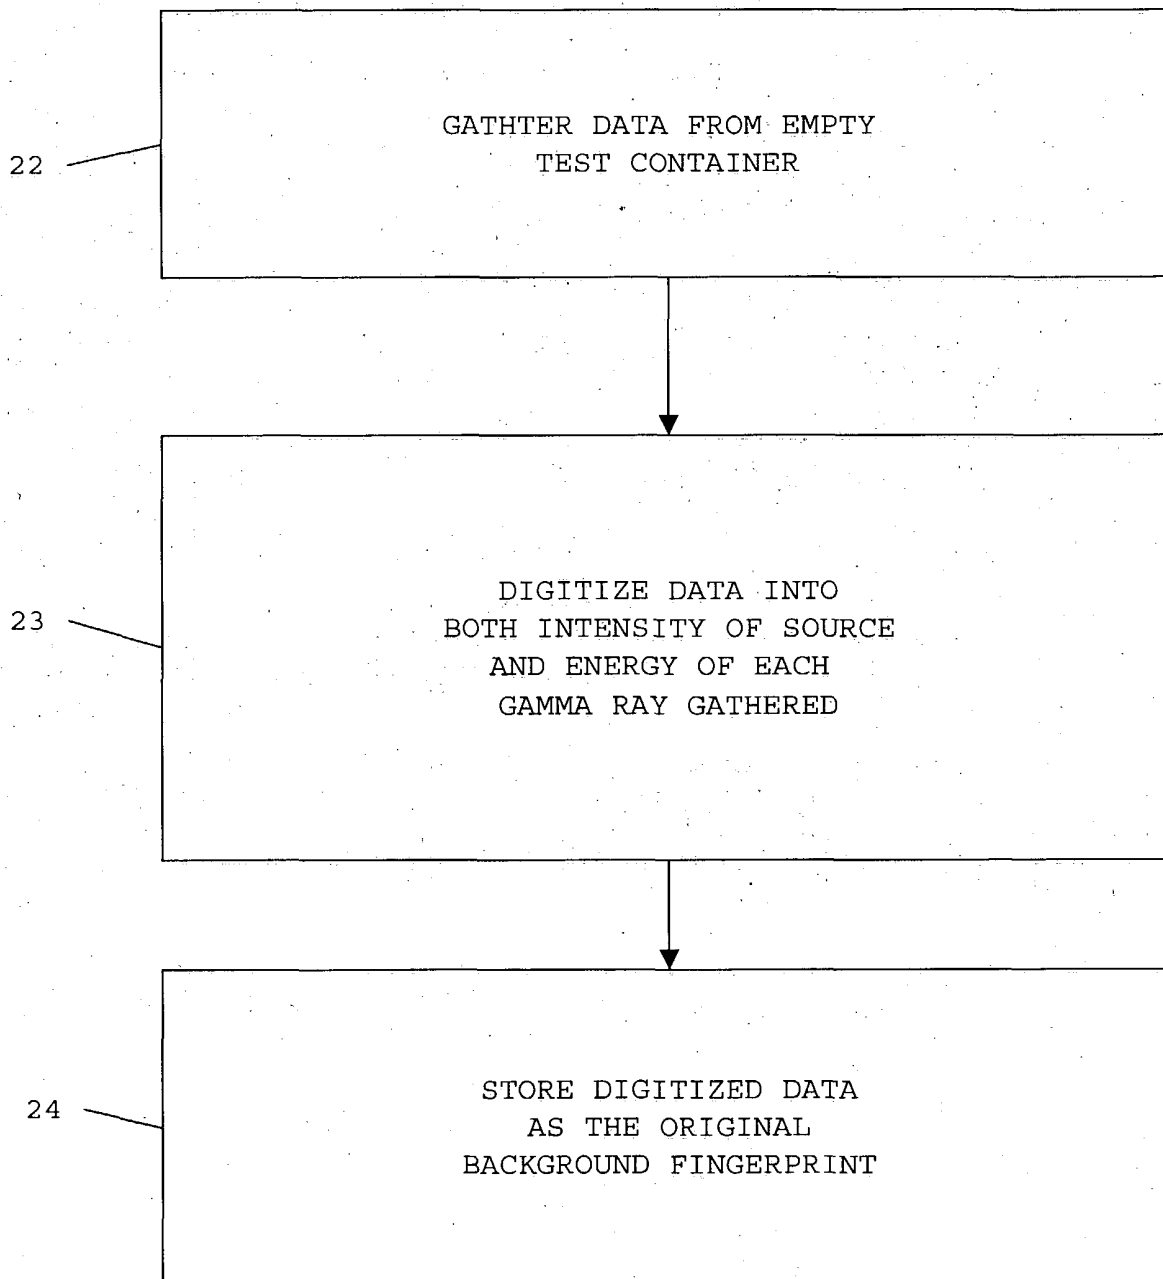 22
GATHTER DATA FROM EMPTY
TEST CONTAINER
23
DIGITIZE DATA INTO
BOTH INTENSITY OF SOURCE
AND ENERGY OF EACH
GAMMA RAY GATHERED
24
STORE DIGITIZED DATA
AS THE ORIGINAL
BACKGROUND FINGERPRINT